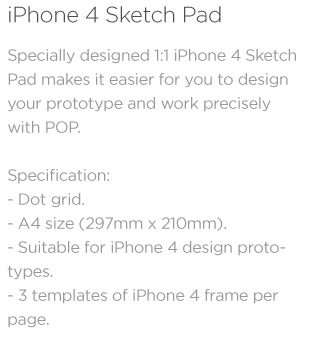 iPhone 4 Sketch Pad
Specially designed 1:1 iPhone 4 Sketch
Pad makes it easier for you to design
your prototype and work precisely
with POP.
Specification:
- Dot grid.
- A4 size (297mm x 210mm).
- Suitable for iPhone 4 design proto-
types.
- 3 templates of iPhone 4 frame per
page.